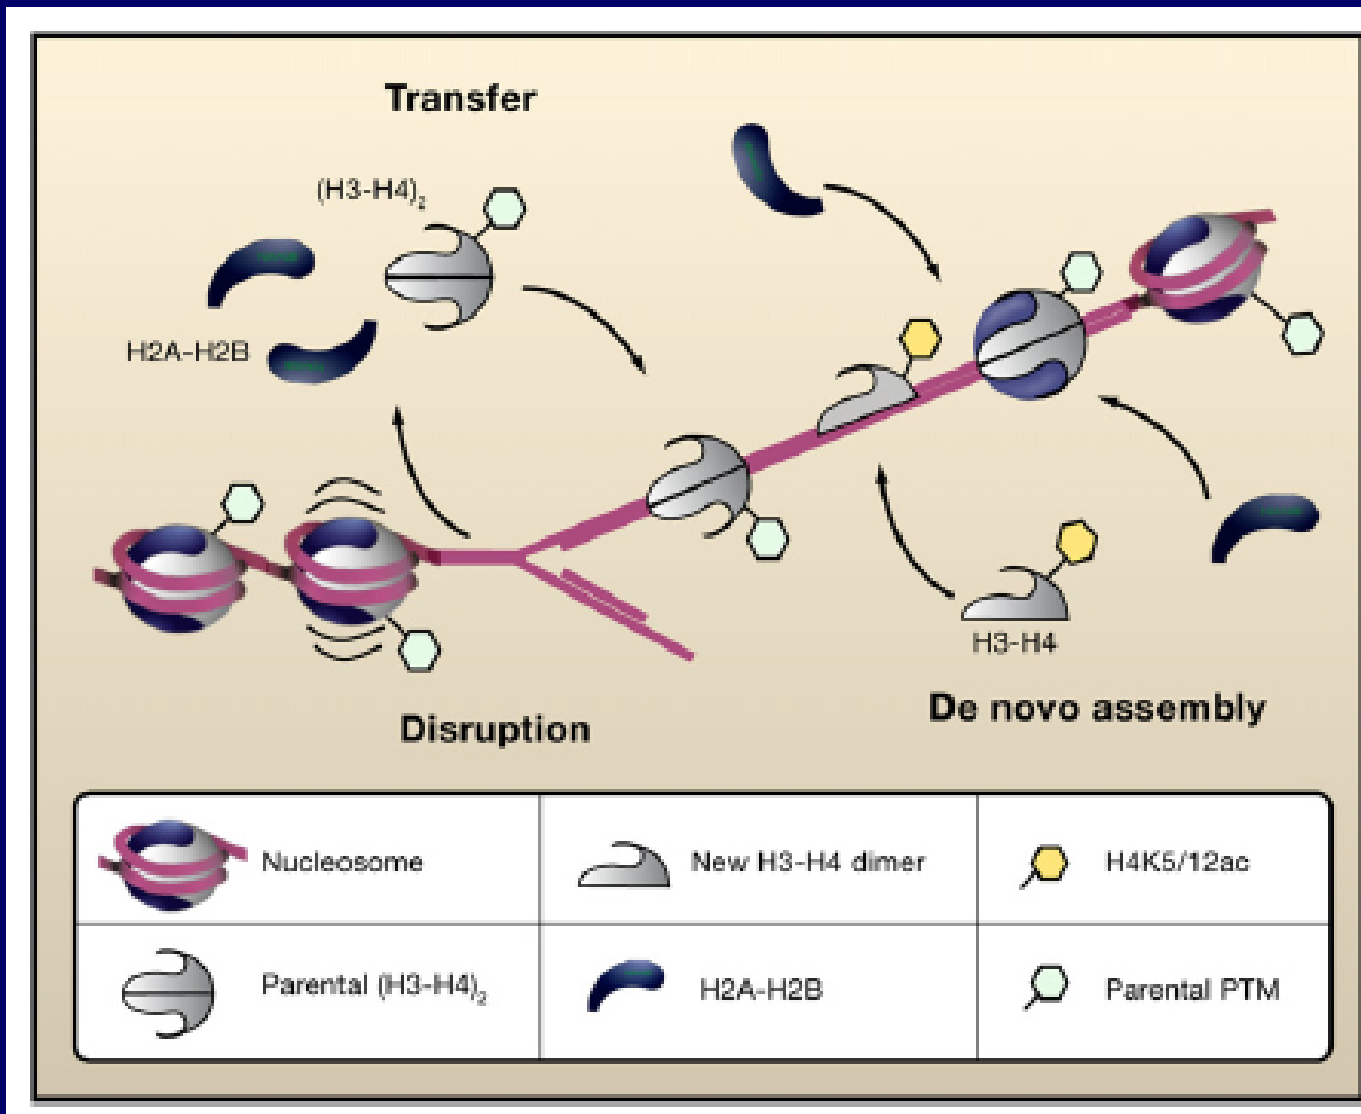 Transfer
(H3-H4)₂
H2A-H2B
H3-H4
De novo assembly
Disruption
Nucleosome
New H3-H4 dimer
H4K5/12ac
Parental (H3-H4)₂
H2A-H2B
Parental PTM